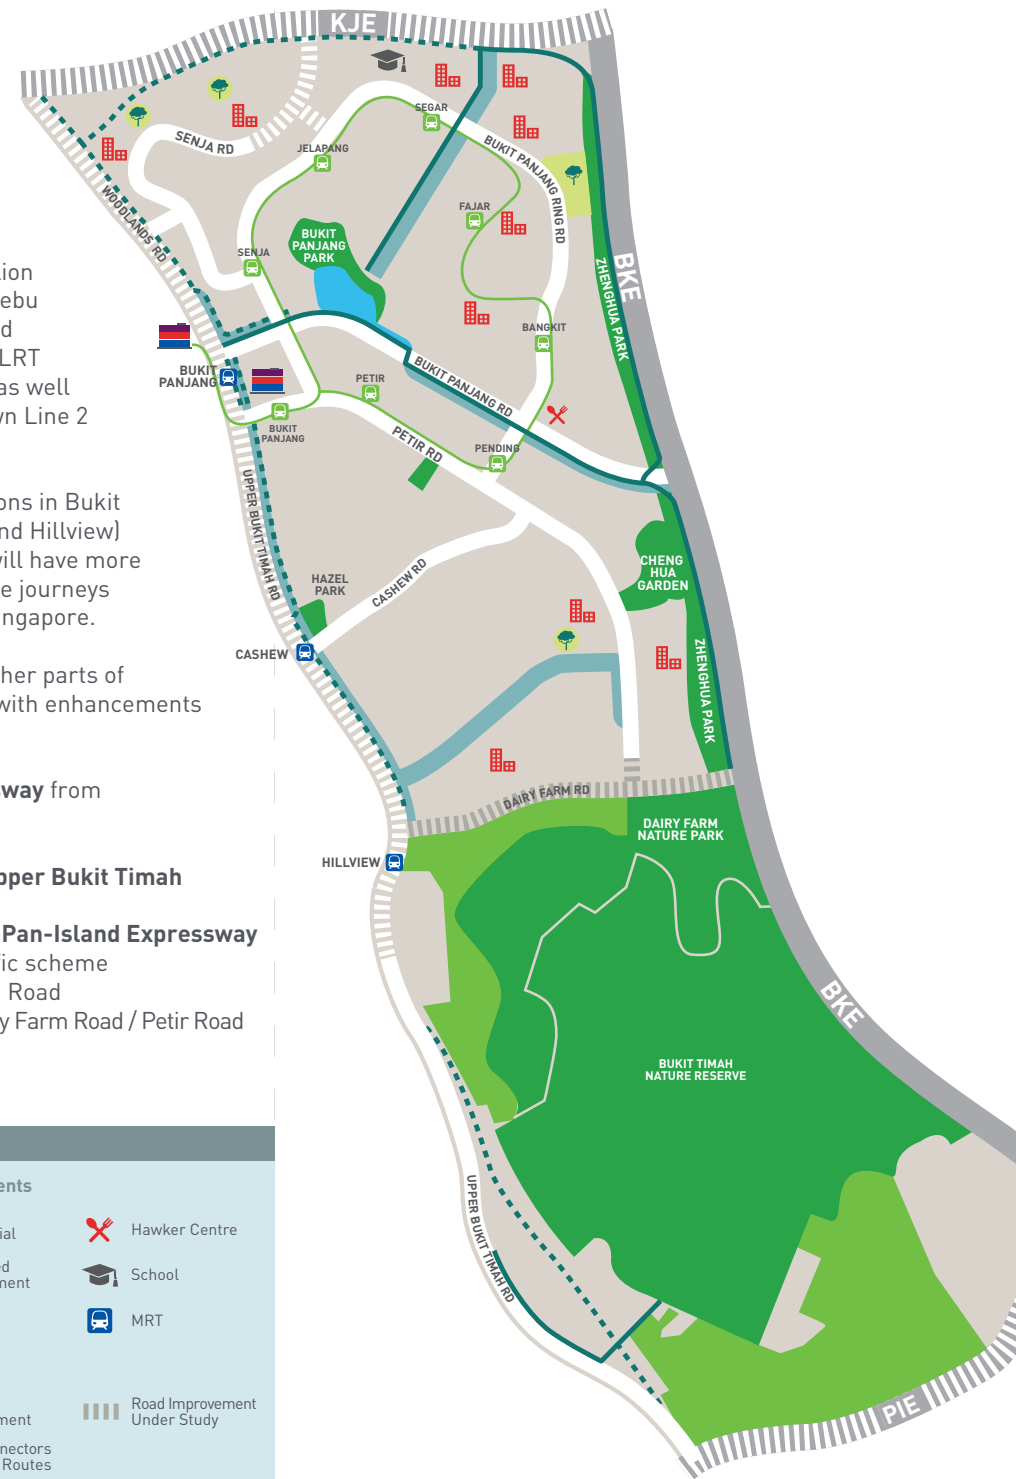 KJE
SEGAR
SENJA RD
JELAPANG
BUKIT PANJANG RING RD
WOODLANDS RD
FAJAR
BUKIT
PANJANG
PARK
SENJA
BKE
ZHENGHUA PARK
BANGKIT
BUKIT
PANJANG
PETIR
BUKIT PANJANG RD
BUKIT
PANJANG
PETIR RD
PENDING
UPPER BUKIT TIMAH RD
CHENG
HUA
GARDEN
HAZEL
PARK
CASHEW RD
CASHEW
ZHENGHUA PARK
DAIRY FARM RD
DAIRY FARM
NATURE PARK
HILLVIEW
BKE
BUKIT TIMAH
NATURE RESERVE
UPPER BUKIT TIMAH RD
PIE
ebu
LRT
as well
wn Line 2
ons in Bukit
nd Hillview)
will have more
e journeys
ngapore.
her parts of
with enhancements
way from
pper Bukit Timah
Pan-Island Expressway
fic scheme
Road
y Farm Road / Petir Road
ents
ial
ed
ment
Hawker Centre
School
MRT
ment
nnectors
Routes
Road Improvement
Under Study